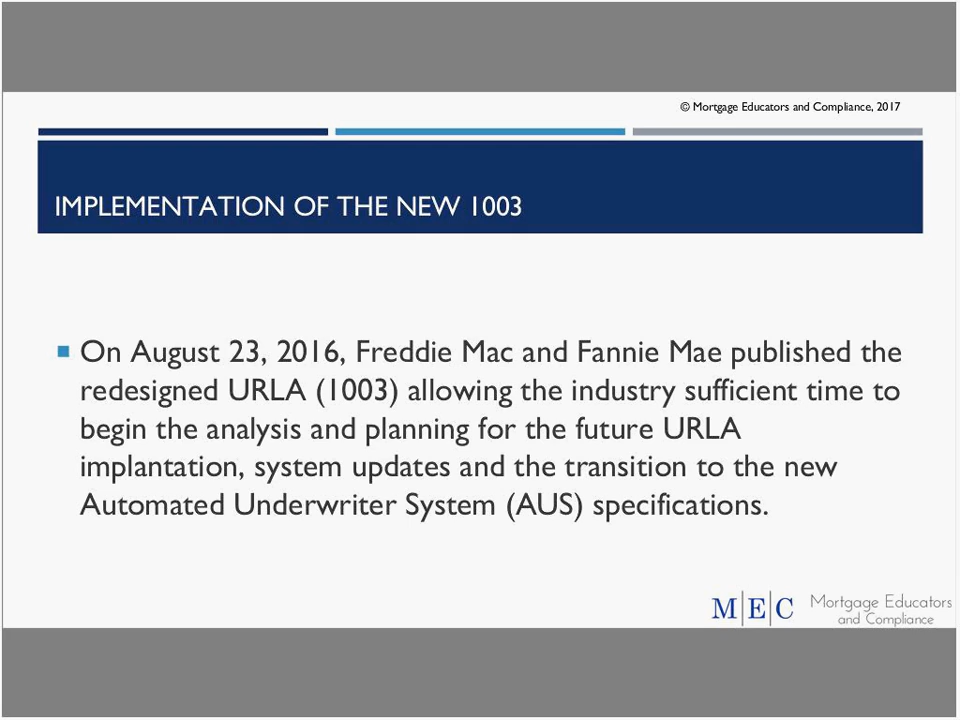 © Mortgage Educators and Compliance, 2017
IMPLEMENTATION OF THE NEW 1003
On August 23, 2016, Freddie Mac and Fannie Mae published the
redesigned URLA (1003) allowing the industry sufficient time to
begin the analysis and planning for the future URLA
implantation, system updates and the transition to the new
Automated Underwriter System (AUS) specifications.
M|E|C Mortgage Educators
and Compliance